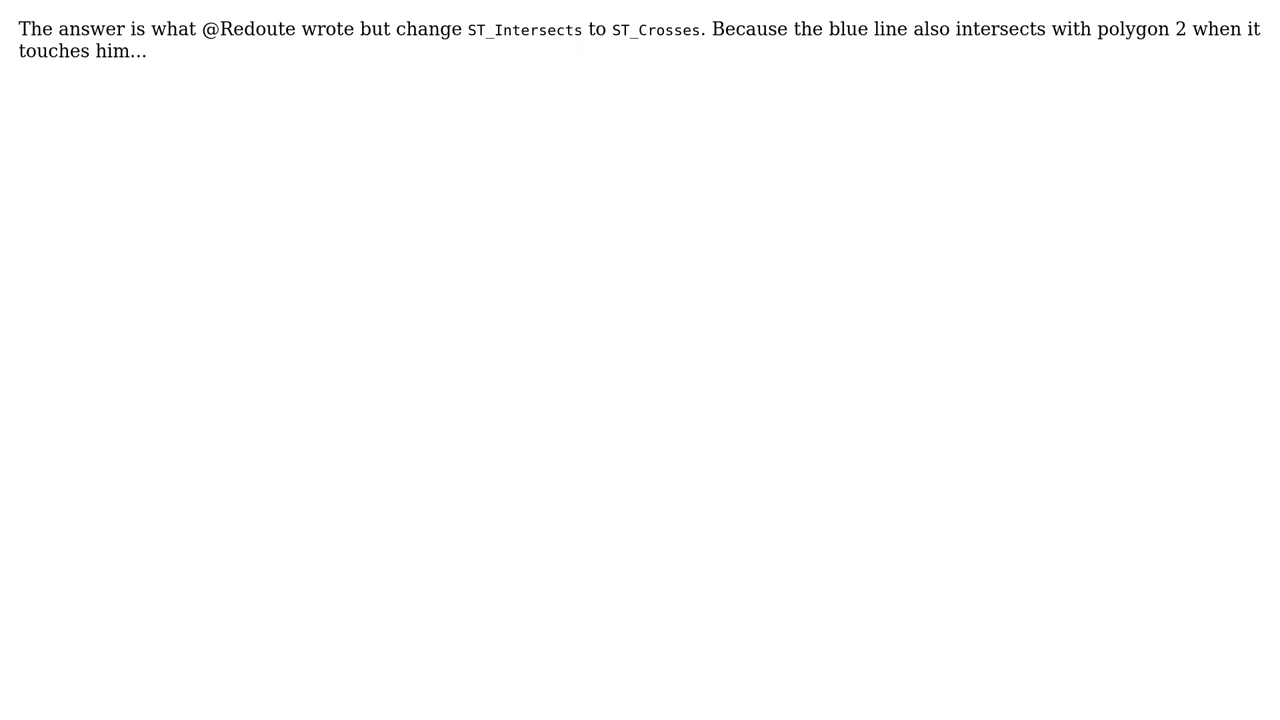 The answer is what @Redoute wrote but change ST_Intersects to ST_Crosses. Because the blue line also intersects with polygon 2 when it
touches him...